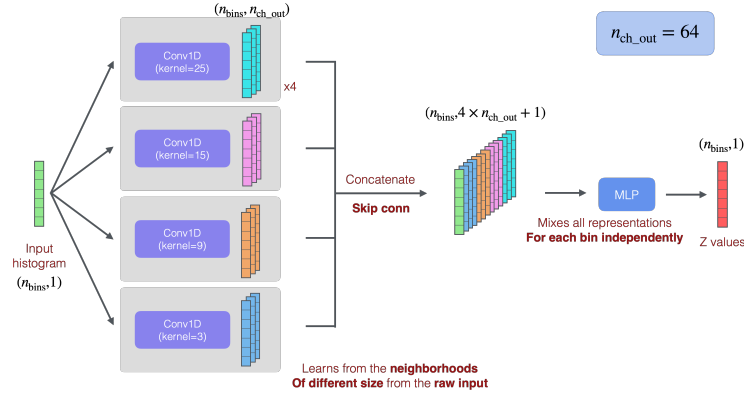 (n_bins, n_ch_out)
n_ch_out = 64
Conv1D
(kernel=25)
x4
Conv1D
(kernel=15)
(n_bins,4 × n_ch_out + 1)
(n_bins,1)
Concatenate
Skip conn
MLP
Mixes all representations
For each bin independently
Z values
Input
histogram
(n_bins,1)
Conv1D
(kernel=9)
Conv1D
(kernel=3)
Learns from the neighborhoods
Of different size from the raw input